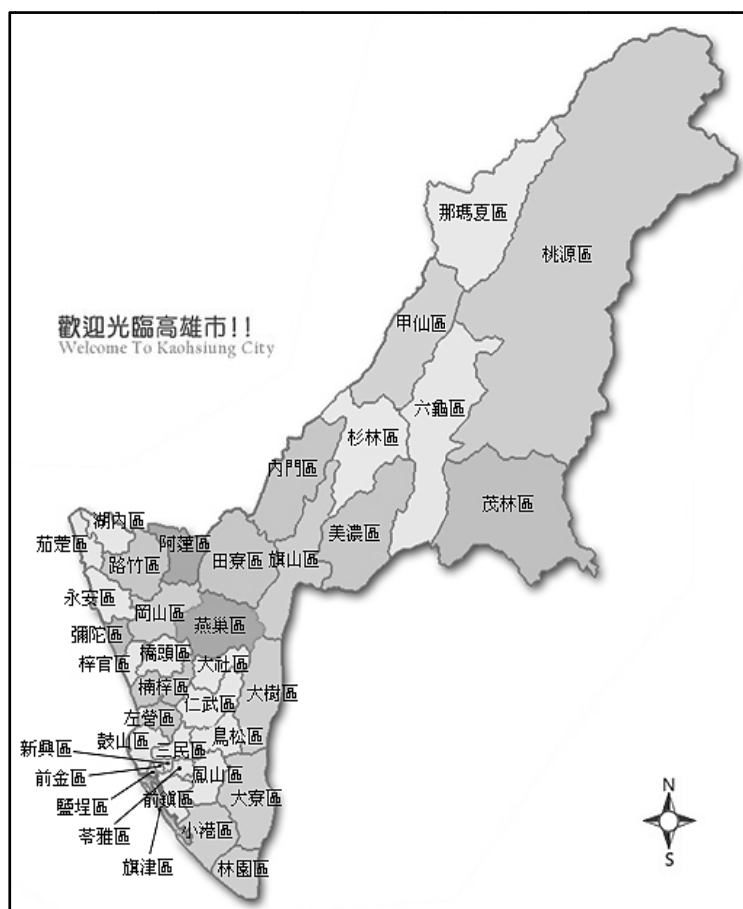 那瑪夏區
桃源區
歡迎光臨高雄市!!
Welcome To Kaohsiung City
甲仙區
六龜區
杉林區
內門區
茂林區
湖內區
美濃區
茄萣區
阿蓮區
路竹區
田寮區
旗山區
永安區
岡山區
燕巢區
彌陀區
橋頭區
梓官區
大社區
楠梓區
大樹區
仁武區
左營區
鼓山區
鳥松區
新興區
三民區
前金區
鳳山區
鹽埕區
前鎮區
大寮區
苓雅區
小港區
旗津區
林園區
N
S